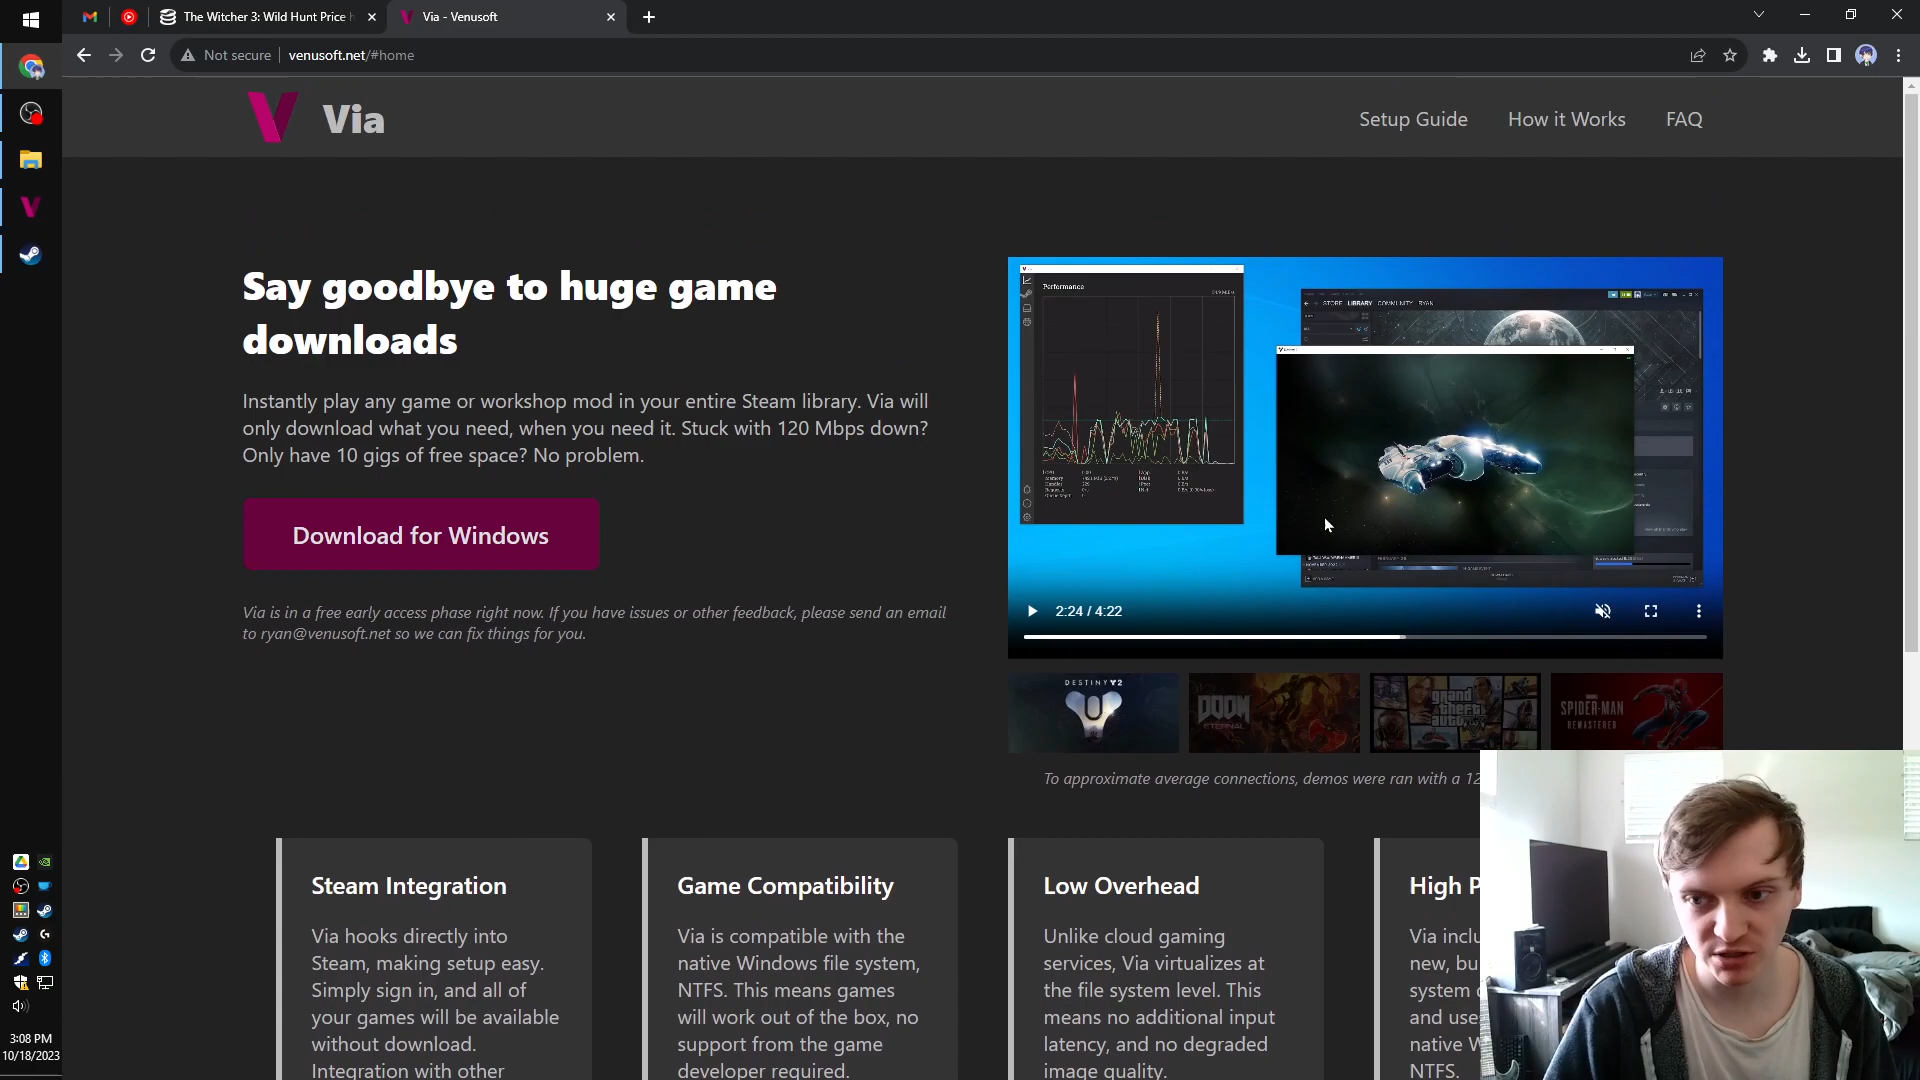 The Witcher 3: Wild Hunt Price h
Via - Venusoft
Not secure
venusoft.net/#home
Via
Setup Guide
How it Works
FAQ
Say goodbye to huge game
downloads
Instantly play any game or workshop mod in your entire Steam library. Via will
only download what you need, when you need it. Stuck with 120 Mbps down?
Only have 10 gigs of free space? No problem.
Download for Windows
Via is in a free early access phase right now. If you have issues or other feedback, please send an email
to ryan@venusoft.net so we can fix things for you.
Performance
STORE LIBRARY COMMUNITY RYAN
2:24 / 4:22
DESTINY 2
DOOM
ETERNAL
grand
theft
auto
SPIDER-MAN
REMASTERED
To approximate average connections, demos were ran with a 12
Steam Integration
Via hooks directly into
Steam, making setup easy.
Simply sign in, and all of
your games will be available
without download.
Integration with other
Game Compatibility
Via is compatible with the
native Windows file system,
NTFS. This means games
will work out of the box, no
support from the game
developer required.
Low Overhead
Unlike cloud gaming
services, Via virtualizes at
the file system level. This
means no additional input
latency, and no degraded
image quality.
High P
Via inclu
new, bu
system
and use
native W
NTFS.
3:08 PM
10/18/2023